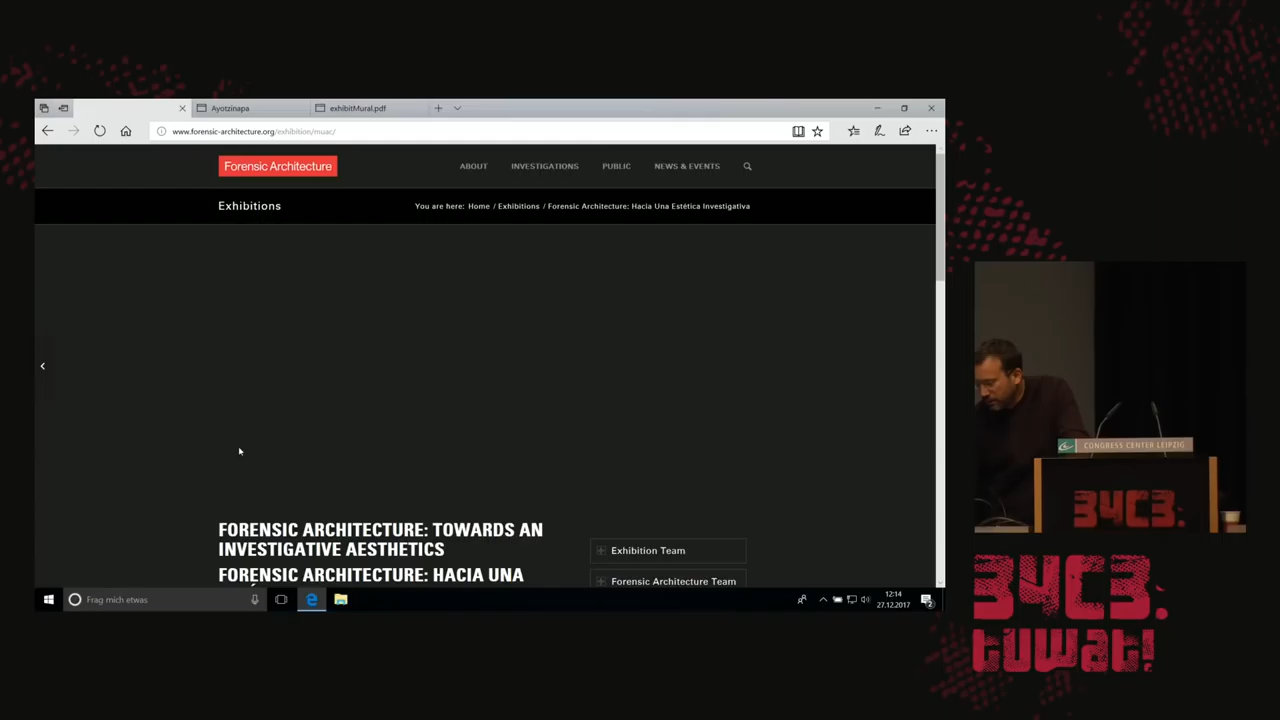 Ayotzinapa
exhibitMural.pdf
www.forensic-architecture.org/exhibition/muac/
Forensic Architecture
ABOUT
INVESTIGATIONS
PUBLIC
NEWS & EVENTS
Exhibitions
You are here: Home / Exhibitions / Forensic Architecture: Hacia Una Estética Investigativa
FORENSIC ARCHITECTURE: TOWARDS AN
INVESTIGATIVE AESTHETICS
FORENSIC ARCHITECTURE: HACIA UNA
Exhibition Team
Forensic Architecture Team
Frag mich etwas
12:14
27.12.2017
2
CONGRESS CENTER LEIPZIG
34C3.
34C3.
tuwat!